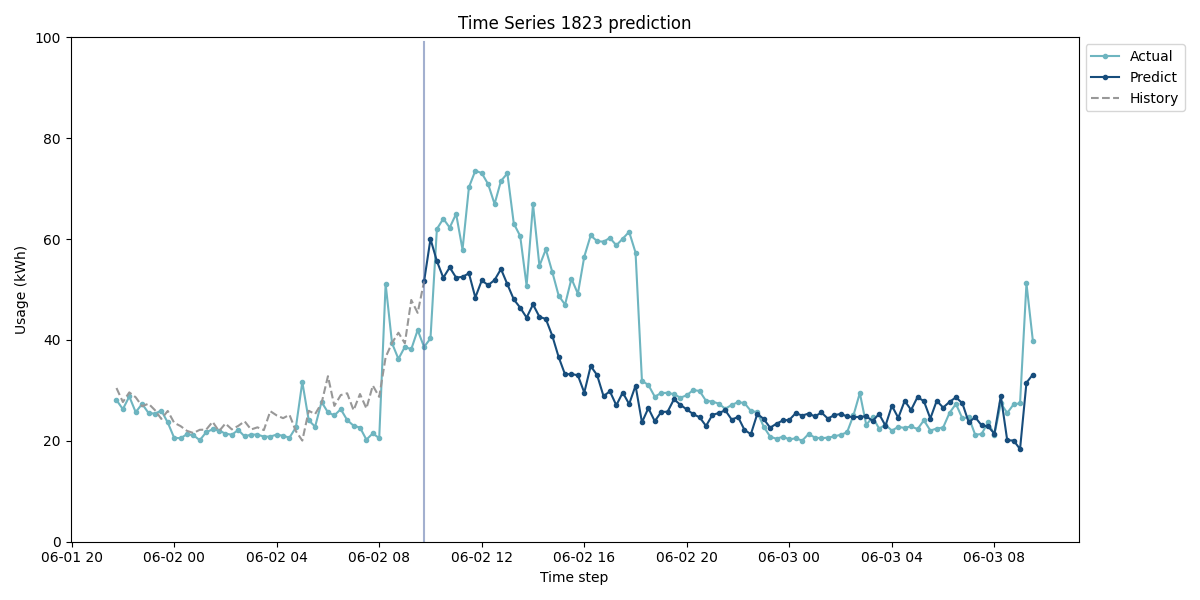 Time Series 1823 prediction
Usage (kWh)
100
80
60
40
20
0
06-01 20
06-02 00
06-02 04
06-02 08
06-02 12
06-02 16
06-02 20
06-03 00
06-03 04
06-03 08
Time step
Actual
Predict
History